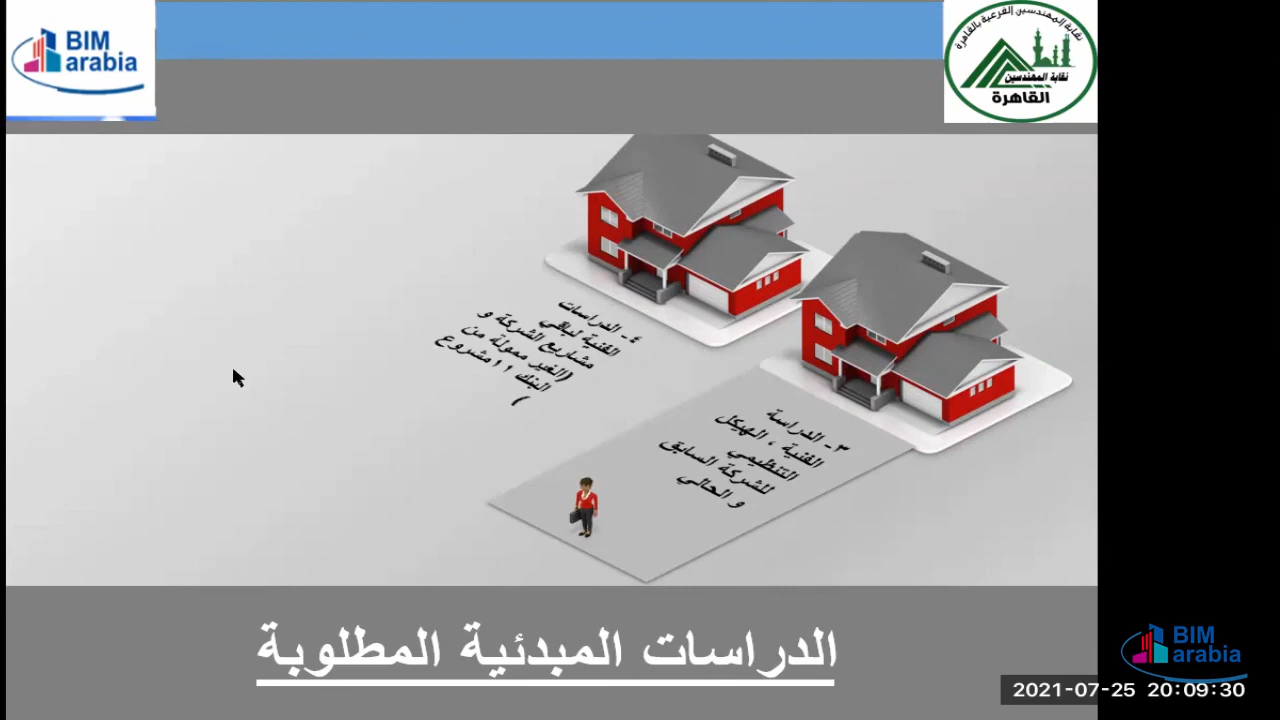 BIM
arabia
نقابة المهندسين الفرعية بالقاهرة
نقابة المهندسين
القاهرة
٤- الدراسات
الفنية لباقي
مشاريع الشركة و
(الغير ممولة من
البنك ١١مشروع
)
٣- الدراسة
الفنية ، الهيكل
التنظيمي
للشركة السابق
و الحالي
الدراسات المبدئية المطلوبة
BIM
arabia
2021-07-25 20:09:30